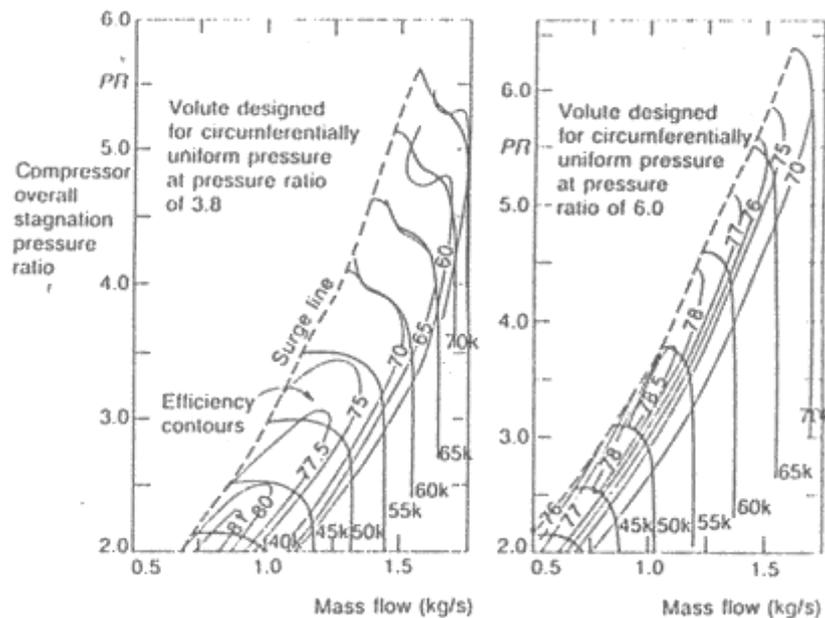 6.0
PR
Volute designed
for circumferentially
uniform pressure
at pressure ratio
of 3.8
5.0
Compressor
overall
stagnation
pressure
ratio
4.0
Surge line
3.0
Efficiency
contours
2.0
81
80
77.5
75
70
65
60
40k
45k
50k
55k
60k
65k
70k
0.5
1.0
1.5
Mass flow (kg/s)
6.0
PR
Volute designed
for circumferentially
uniform pressure
at pressure
ratio of 6.0
5.0
4.0
3.0
2.0
76
77
78
78.5
78
77
76
75
70
45k
50k
55k
60k
65k
0.5
1.0
1.5
Mass flow (kg/s)